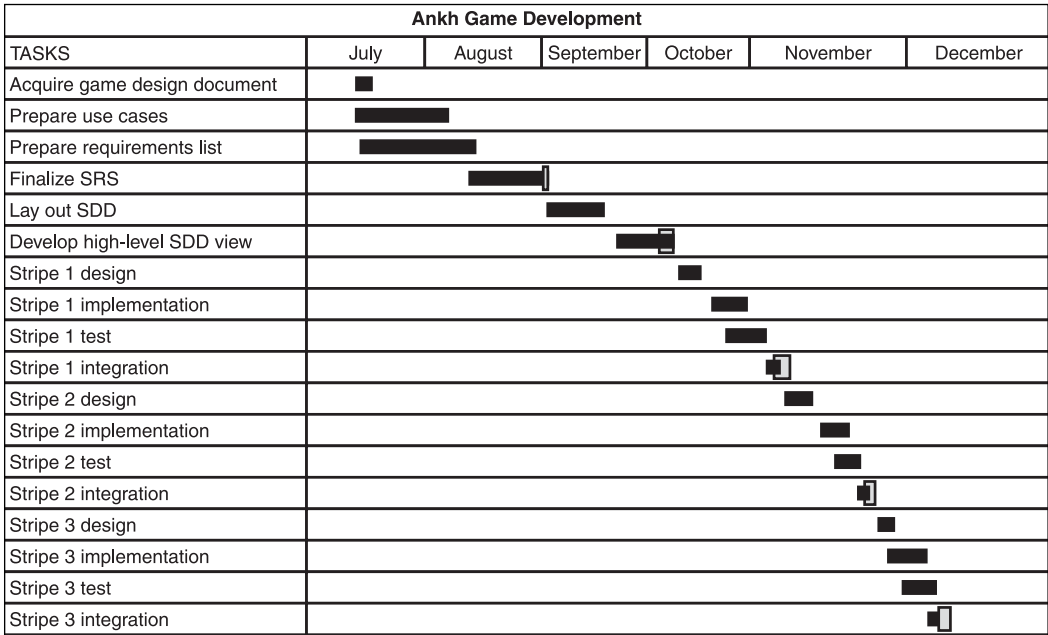 Ankh Game Development
TASKS July August September October November December
Acquire game design document
Prepare use cases
Prepare requirements list
Finalize SRS
Lay out SDD
Develop high-level SDD view
Stripe 1 design
Stripe 1 implementation
Stripe 1 test
Stripe 1 integration
Stripe 2 design
Stripe 2 implementation
Stripe 2 test
Stripe 2 integration
Stripe 3 design
Stripe 3 implementation
Stripe 3 test
Stripe 3 integration